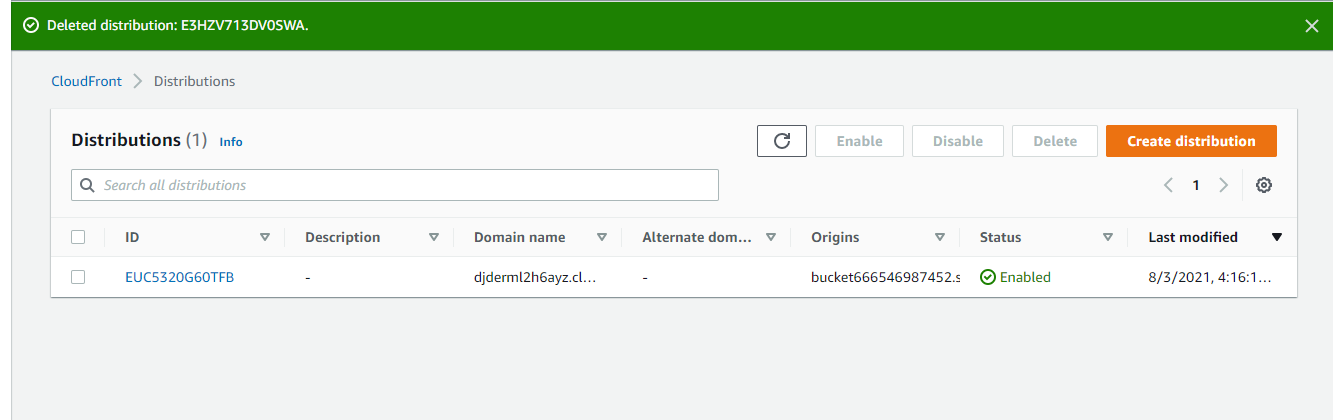 Deleted distribution: E3HZV713DV0SWA.
CloudFront Distributions
Distributions (1) Info
Enable Disable Delete Create distribution
Search all distributions
1
ID Description Domain name Alternate dom... Origins Status Last modified
EUC5320G60TFB - djderml2h6ayz.cl... - bucket666546987452.s Enabled 8/3/2021, 4:16:1...